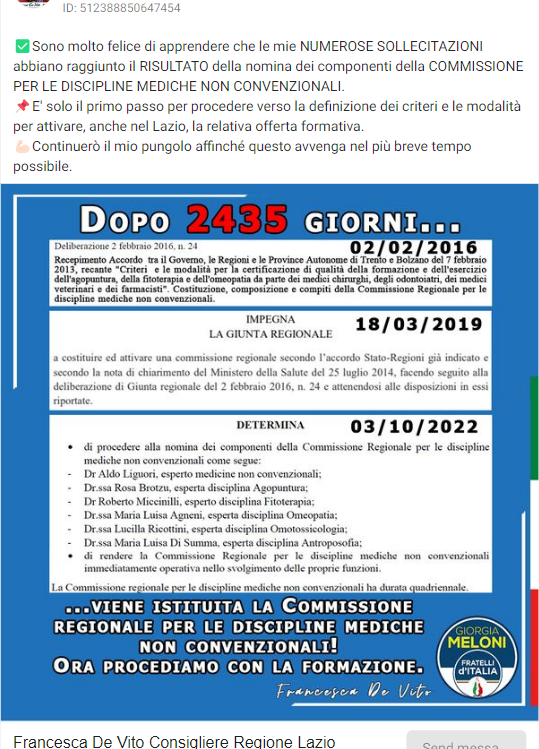 ID: 512388850647454
✅Sono molto felice di apprendere che le mie NUMEROSE SOLLECITAZIONI
abbiano raggiunto il RISULTATO della nomina dei componenti della COMMISSIONE
PER LE DISCIPLINE MEDICHE NON CONVENZIONALI.
📌E' solo il primo passo per procedere verso la definizione dei criteri e le modalità
per attivare, anche nel Lazio, la relativa offerta formativa.
💪🏻Continuerò il mio pungolo affinché questo avvenga nel più breve tempo
possibile.
DOPO 2435 GIORNI...
Deliberazione 2 febbraio 2016, n. 24
02/02/2016
Recepimento Accordo tra il Governo, le Regioni e le Province Autonome di Trento e Bolzano del 7 febbraio
2013, recante "Criteri e le modalità per la certificazione di qualità della formazione e dell'esercizio
dell'agopuntura, della fitoterapia e dell'omeopatia da parte dei medici chirurghi, degli odontoiatri, dei medici
veterinari e dei farmacisti". Costituzione, composizione e compiti della Commissione Regionale per le
discipline mediche non convenzionali.
IMPEGNA
LA GIUNTA REGIONALE
18/03/2019
a costituire ed attivare una commissione regionale secondo l'accordo Stato-Regioni già indicato e
secondo la nota di chiarimento del Ministero della Salute del 25 luglio 2014, facendo seguito alla
deliberazione di Giunta regionale del 2 febbraio 2016, n. 24 e attenendosi alle disposizioni in essi
riportate.
DETERMINA
03/10/2022
• di procedere alla nomina dei componenti della Commissione Regionale per le discipline
mediche non convenzionali come segue:
- Dr Aldo Liguori, esperto medicine non convenzionali;
- Dr.ssa Rosa Brotzu, esperta disciplina Agopuntura;
- Dr Roberto Miccinilli, esperto disciplina Fitoterapia;
- Dr.ssa Maria Luisa Agneni, esperta disciplina Omeopatia;
- Dr.ssa Lucilla Ricottini, esperta disciplina Omotossicologia;
- Dr.ssa Maria Luisa Di Summa, esperta disciplina Antroposofia;
• di rendere la Commissione Regionale per le discipline mediche non convenzionali
immediatamente operativa nello svolgimento delle proprie funzioni.
La Commissione regionale per le discipline mediche non convenzionali ha durata quadriennale.
...VIENE ISTITUITA LA COMMISSIONE
REGIONALE PER LE DISCIPLINE MEDICHE
NON CONVENZIONALI!
ORA PROCEDIAMO CON LA FORMAZIONE.
GIORGIA
MELONI
FRATELLI
d'ITALIA
Francesca De Vito
Francesca De Vito Consigliere Regione Lazio